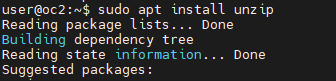 user@oc2:~$ sudo apt install unzip
Reading package lists... Done
Building dependency tree
Reading state information... Done
Suggested packages: